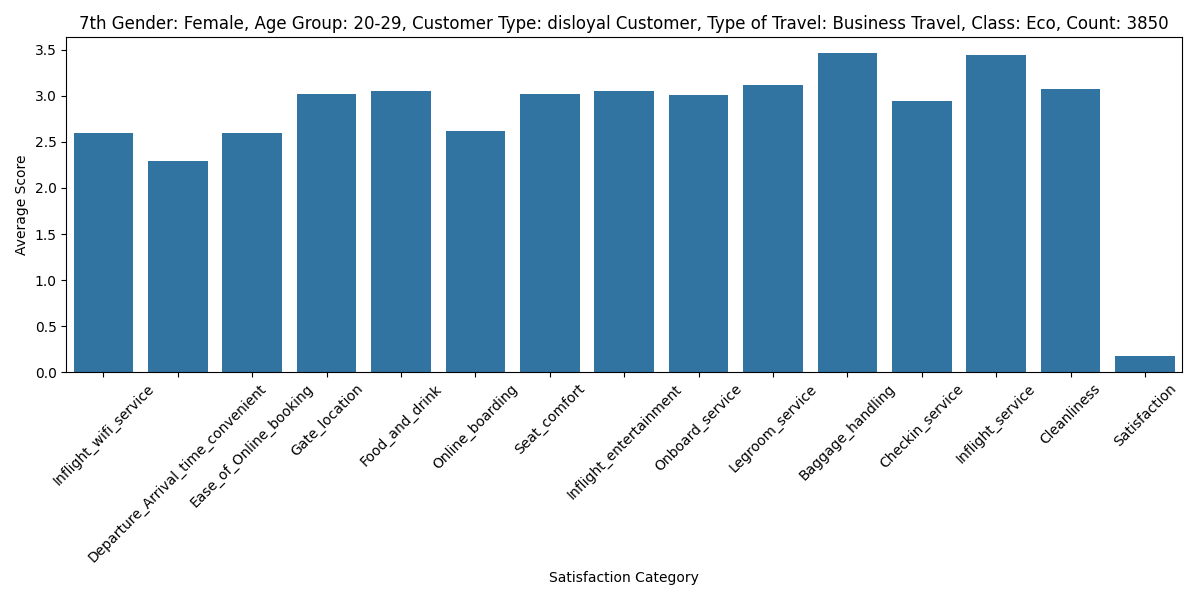 7th Gender: Female, Age Group: 20-29, Customer Type: disloyal Customer, Type of Travel: Business Travel, Class: Eco, Count: 3850
3.5
3.0
2.5
2.0
1.5
1.0
0.5
0.0
Average Score
Inflight_wifi_service
Departure_Arrival_time_convenient
Ease_of_Online_booking
Gate_location
Food_and_drink
Online_boarding
Seat_comfort
Inflight_entertainment
Onboard_service
Legroom_service
Baggage_handling
Checkin_service
Inflight_service
Cleanliness
Satisfaction
Satisfaction Category